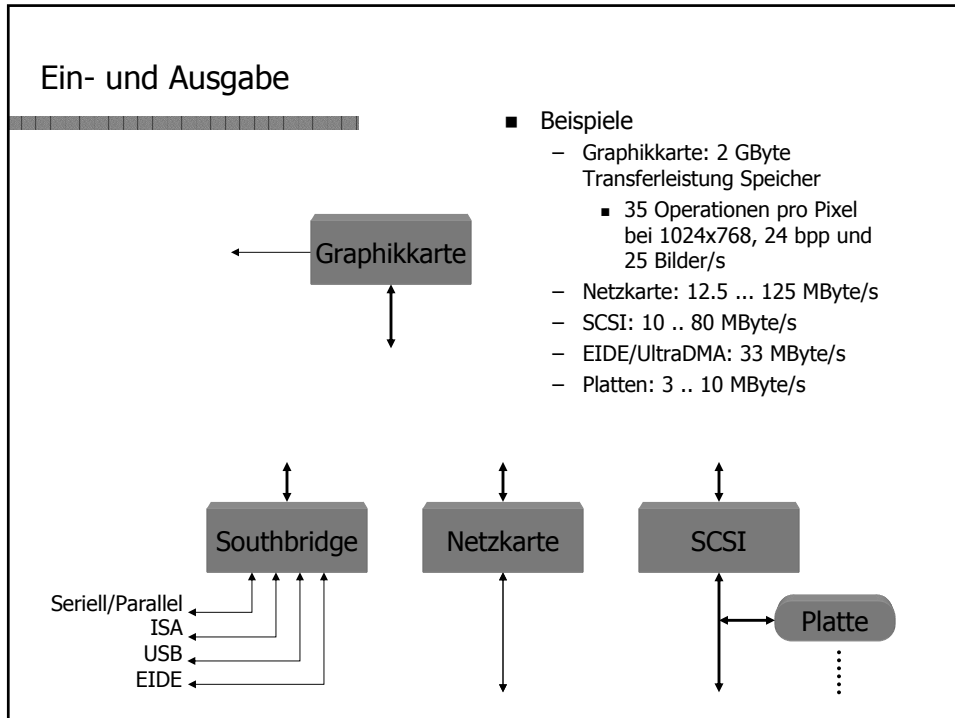 Ein- und Ausgabe
Beispiele
– Graphikkarte: 2 GByte
Transferleistung Speicher
35 Operationen pro Pixel
bei 1024x768, 24 bpp und
25 Bilder/s
– Netzkarte: 12.5 ... 125 MByte/s
– SCSI: 10 .. 80 MByte/s
– EIDE/UltraDMA: 33 MByte/s
– Platten: 3 .. 10 MByte/s
Graphikkarte
Southbridge
Netzkarte
SCSI
Seriell/Parallel
ISA
USB
EIDE
Platte